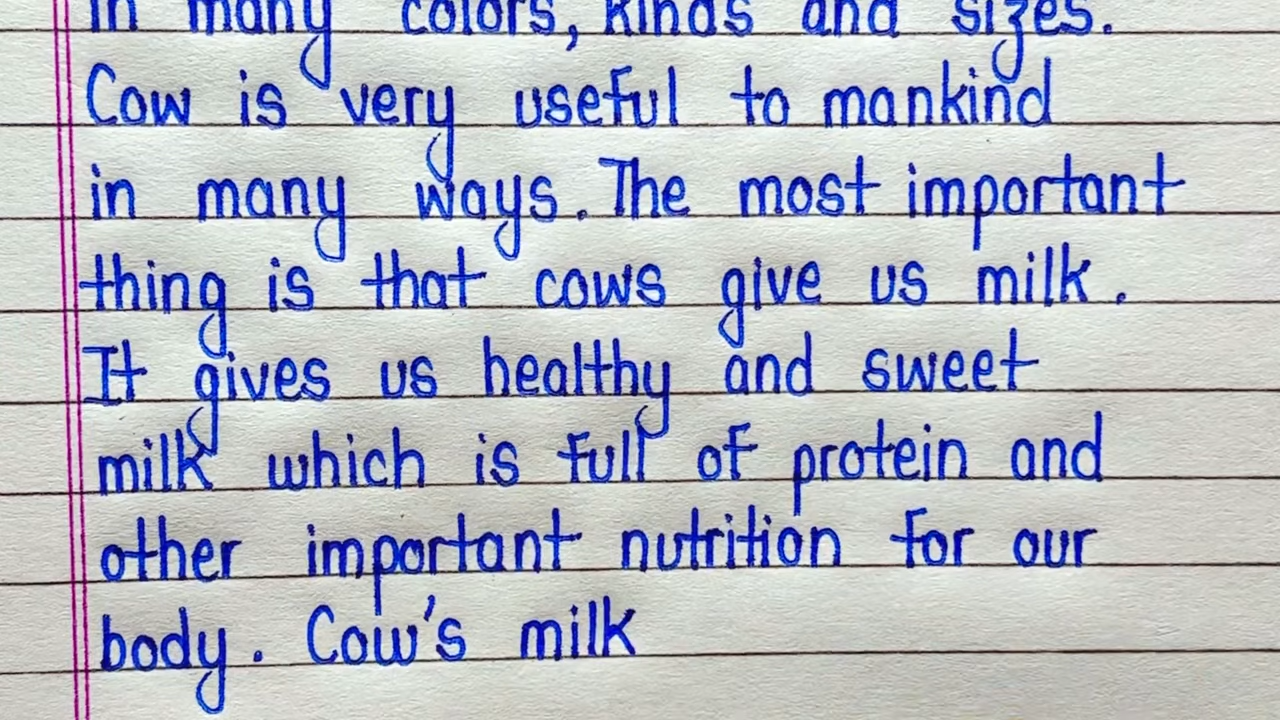 in many colors, kinds and sizes.
Cow is very useful to mankind
in many ways. The most important
thing is that cows give us milk.
It gives us healthy and sweet
milk which is full of protein and
other important nutrition for our
body. Cow's milk